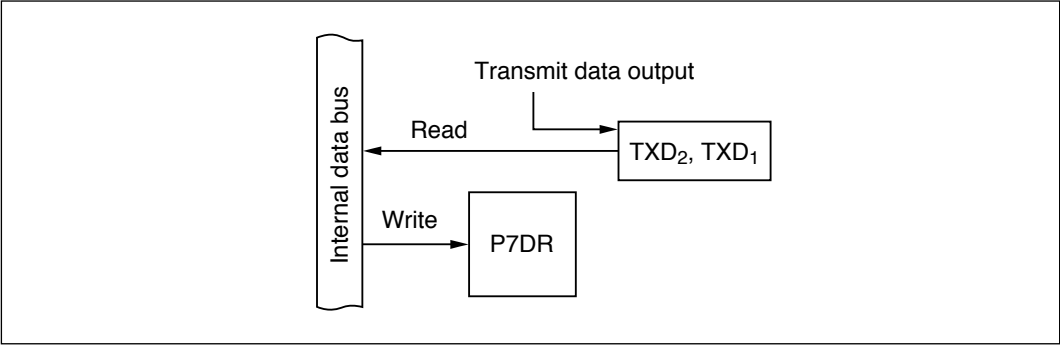 Transmit data output
Read
TXD₂, TXD₁
Internal data bus
Write
P7DR